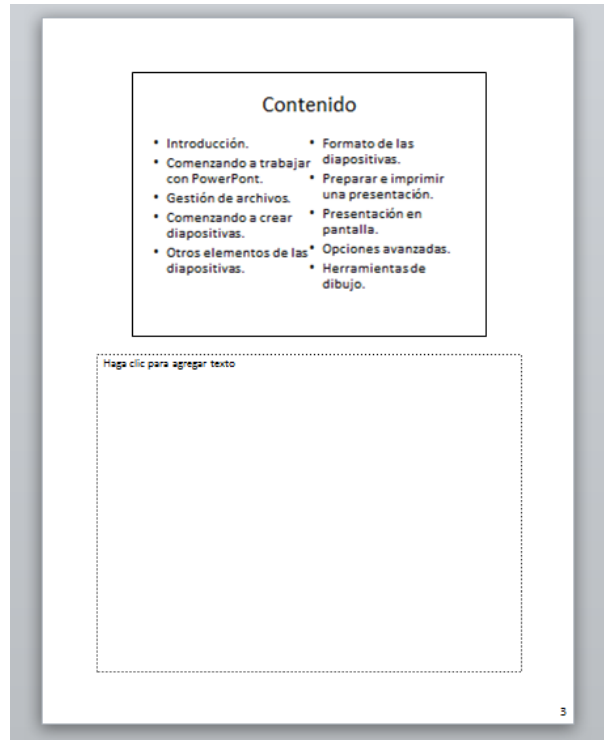 Contenido
• Introducción.
• Comenzando a trabajar
con PowerPont.
• Gestión de archivos.
• Comenzando a crear
diapositivas.
• Otros elementos de las
diapositivas.
• Formato de las
diapositivas.
• Preparar e imprimir
una presentación.
• Presentación en
pantalla.
• Opciones avanzadas.
• Herramientas de
dibujo.
Haga clic para agregar texto
3